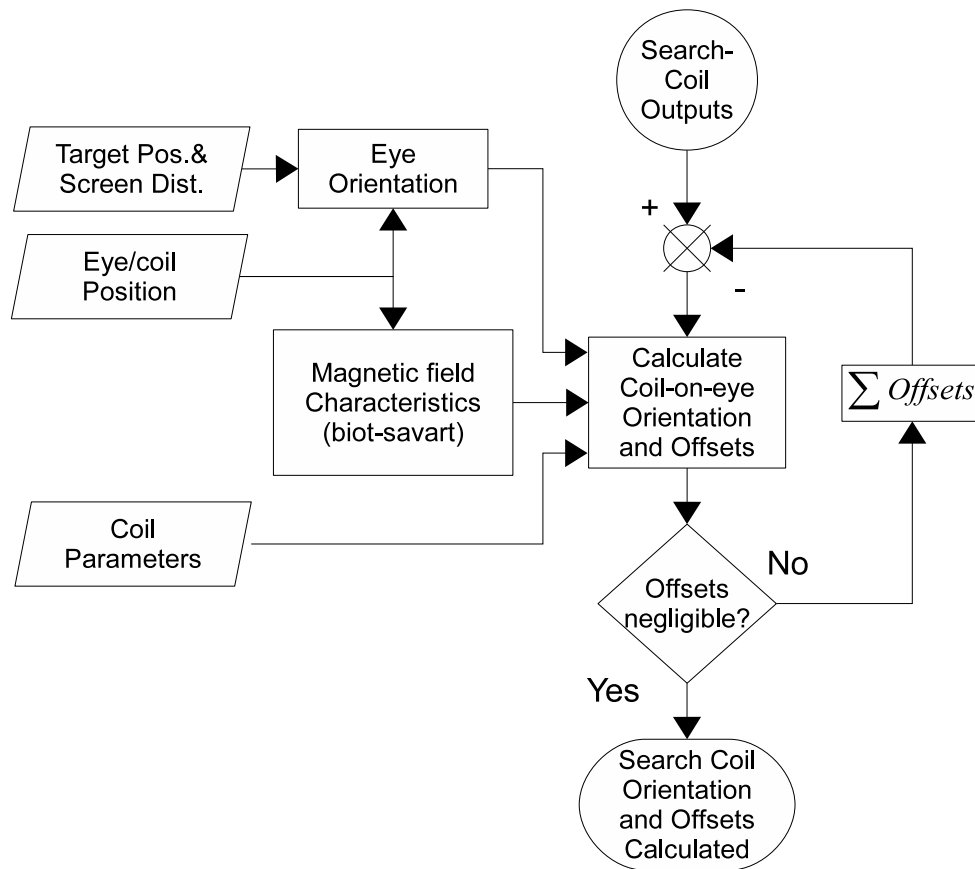 Search-
Coil
Outputs
Target Pos.&
Screen Dist.
Eye
Orientation
+
Eye/coil
Position
-
Magnetic field
Characteristics
(biot-savart)
Calculate
Coil-on-eye
Orientation
and Offsets
∑ Offsets
Coil
Parameters
No
Offsets
negligible?
Yes
Search Coil
Orientation
and Offsets
Calculated